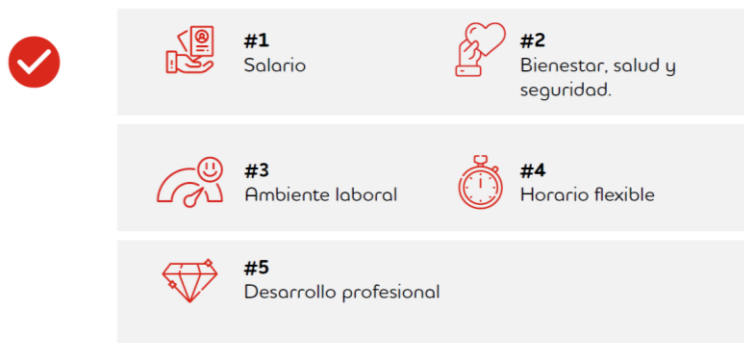 #1
Salario
#2
Bienestar, salud y
seguridad.
#3
Ambiente laboral
#4
Horario flexible
#5
Desarrollo profesional